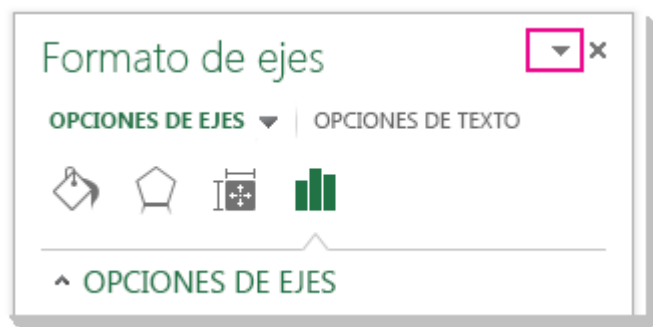 Formato de ejes
OPCIONES DE EJES OPCIONES DE TEXTO
OPCIONES DE EJES